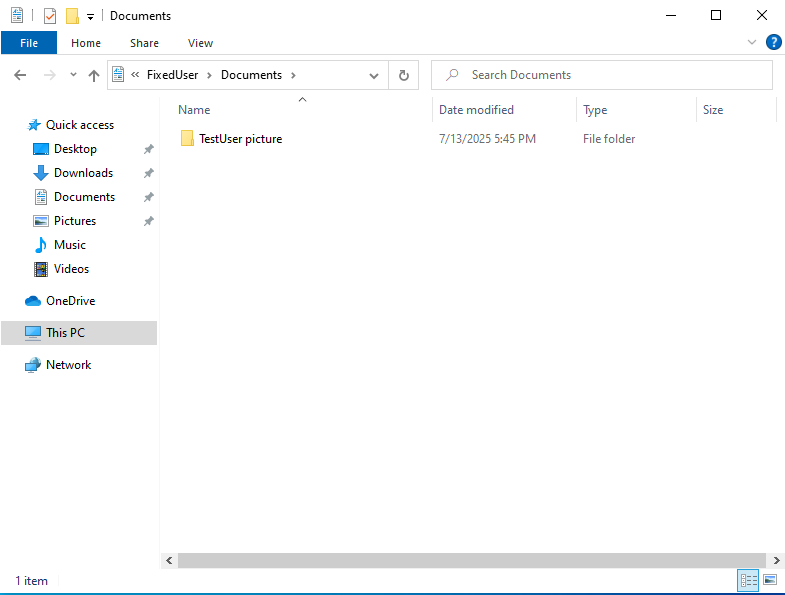 Documents
File Home Share View
« FixedUser > Documents >
Search Documents
Name Date modified Type Size
TestUser picture 7/13/2025 5:45 PM File folder
Quick access
Desktop
Downloads
Documents
Pictures
Music
Videos
OneDrive
This PC
Network
1 item